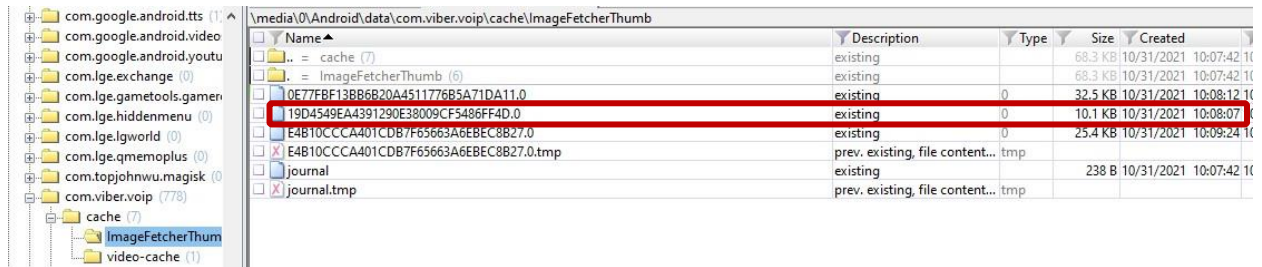 com.google.android.tts (1
com.google.android.video
com.google.android.youtu
com.lge.exchange (0)
com.lge.gametools.gamer
com.lge.hiddenmenu (0)
com.lge.lgworld (0)
com.lge.qmemoplus (0)
com.topjohnwu.magisk (0
com.viber.voip (778)
cache (7)
ImageFetcherThum
video-cache (1)
\media\0\Android\data\com.viber.voip\cache\ImageFetcherThumb
Name Description Type Size Created
.. = cache (7) existing 68.3 KB 10/31/2021 10:07:42 10
. = ImageFetcherThumb (6) existing 68.3 KB 10/31/2021 10:07:42 10
0E77FBF13BB6B20A4511776B5A71DA11.0 existing 0 32.5 KB 10/31/2021 10:08:12 10
19D4549EA4391290E38009CF5486FF4D.0 existing 0 10.1 KB 10/31/2021 10:08:07
E4B10CCCA401CDB7F65663A6EBEC8B27.0 existing 0 25.4 KB 10/31/2021 10:09:24 10
E4B10CCCA401CDB7F65663A6EBEC8B27.0.tmp prev. existing, file content... tmp
journal existing 238 B 10/31/2021 10:07:42 10
journal.tmp prev. existing, file content... tmp